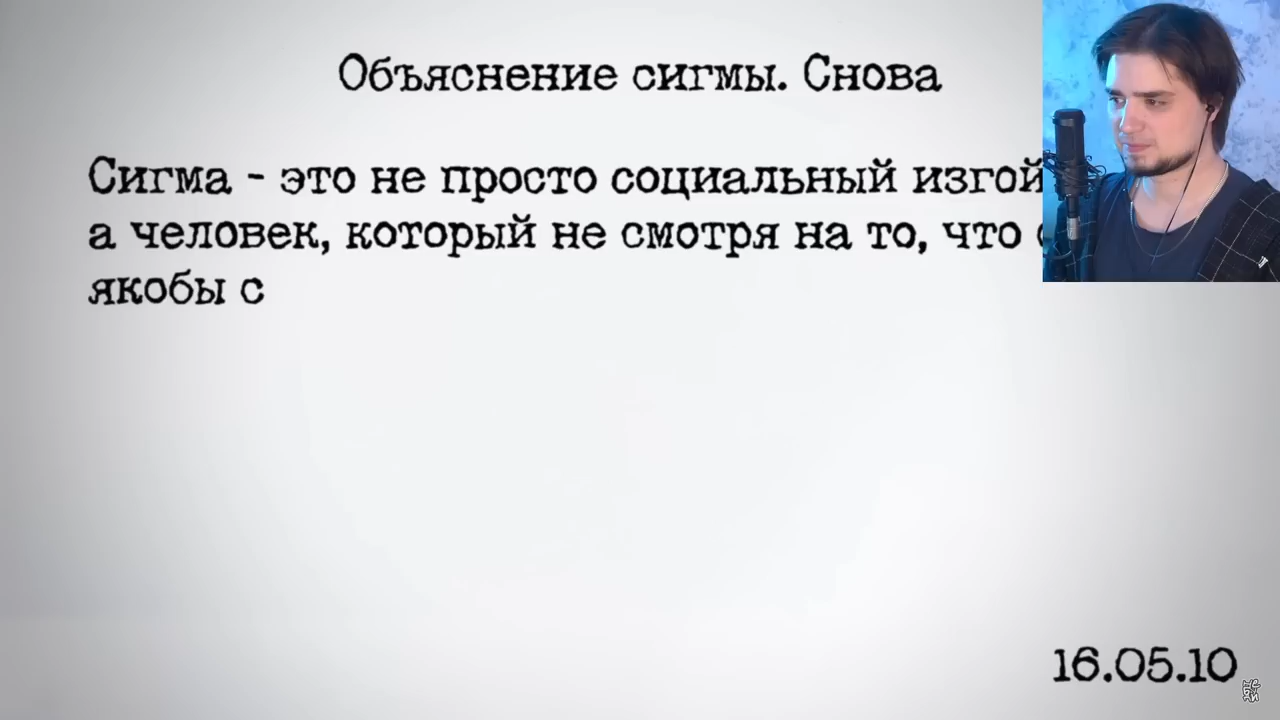 Объяснение сигмы. Снова
Сигма - это не просто социальный изгой
а человек, который не смотря на то, что
якобы с
16.05.10